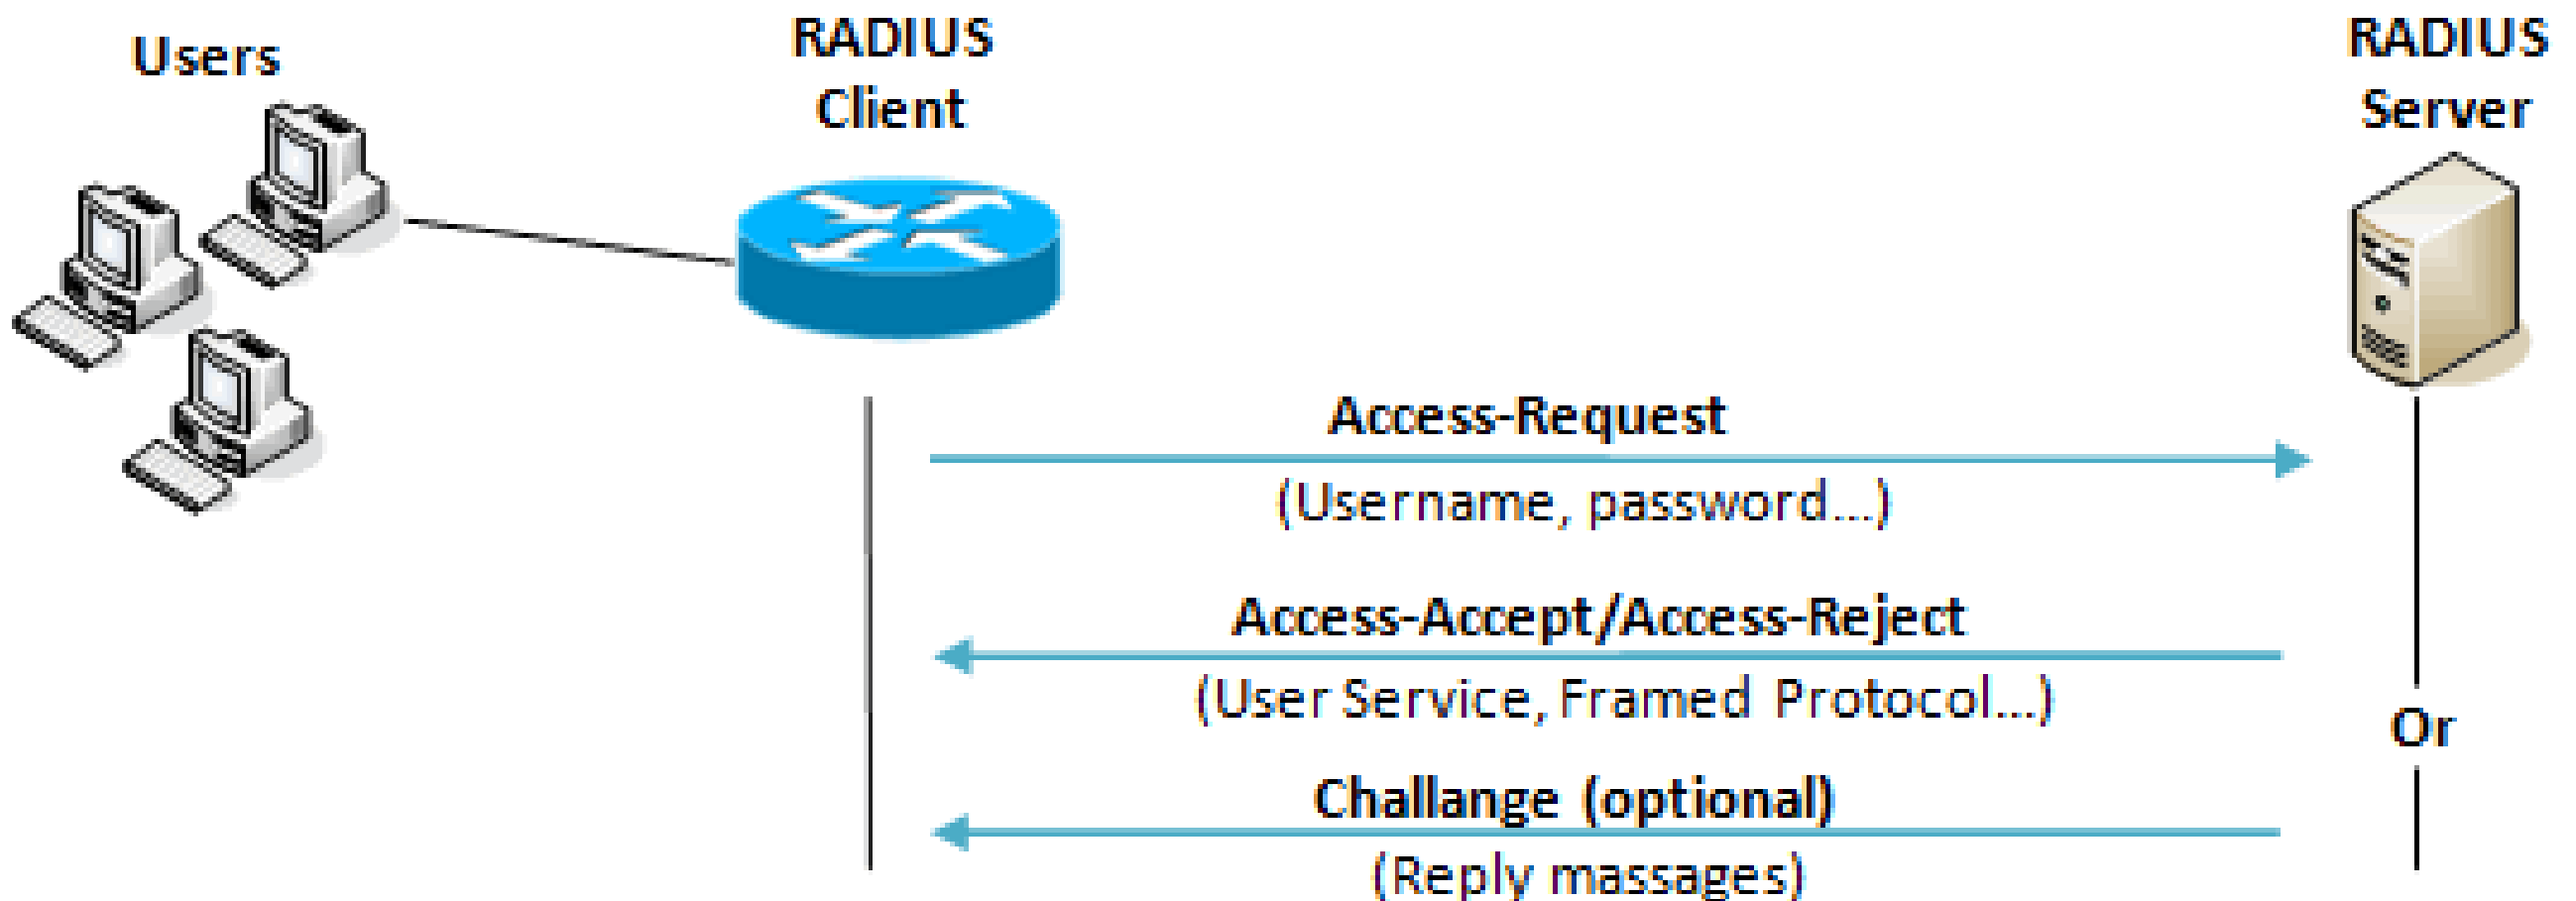 Users
RADIUS
Client
RADIUS
Server
Access-Request
(Username, password...)
Access-Accept/Access-Reject
(User Service, Framed Protocol...)
Or
Challange (optional)
(Reply massages)